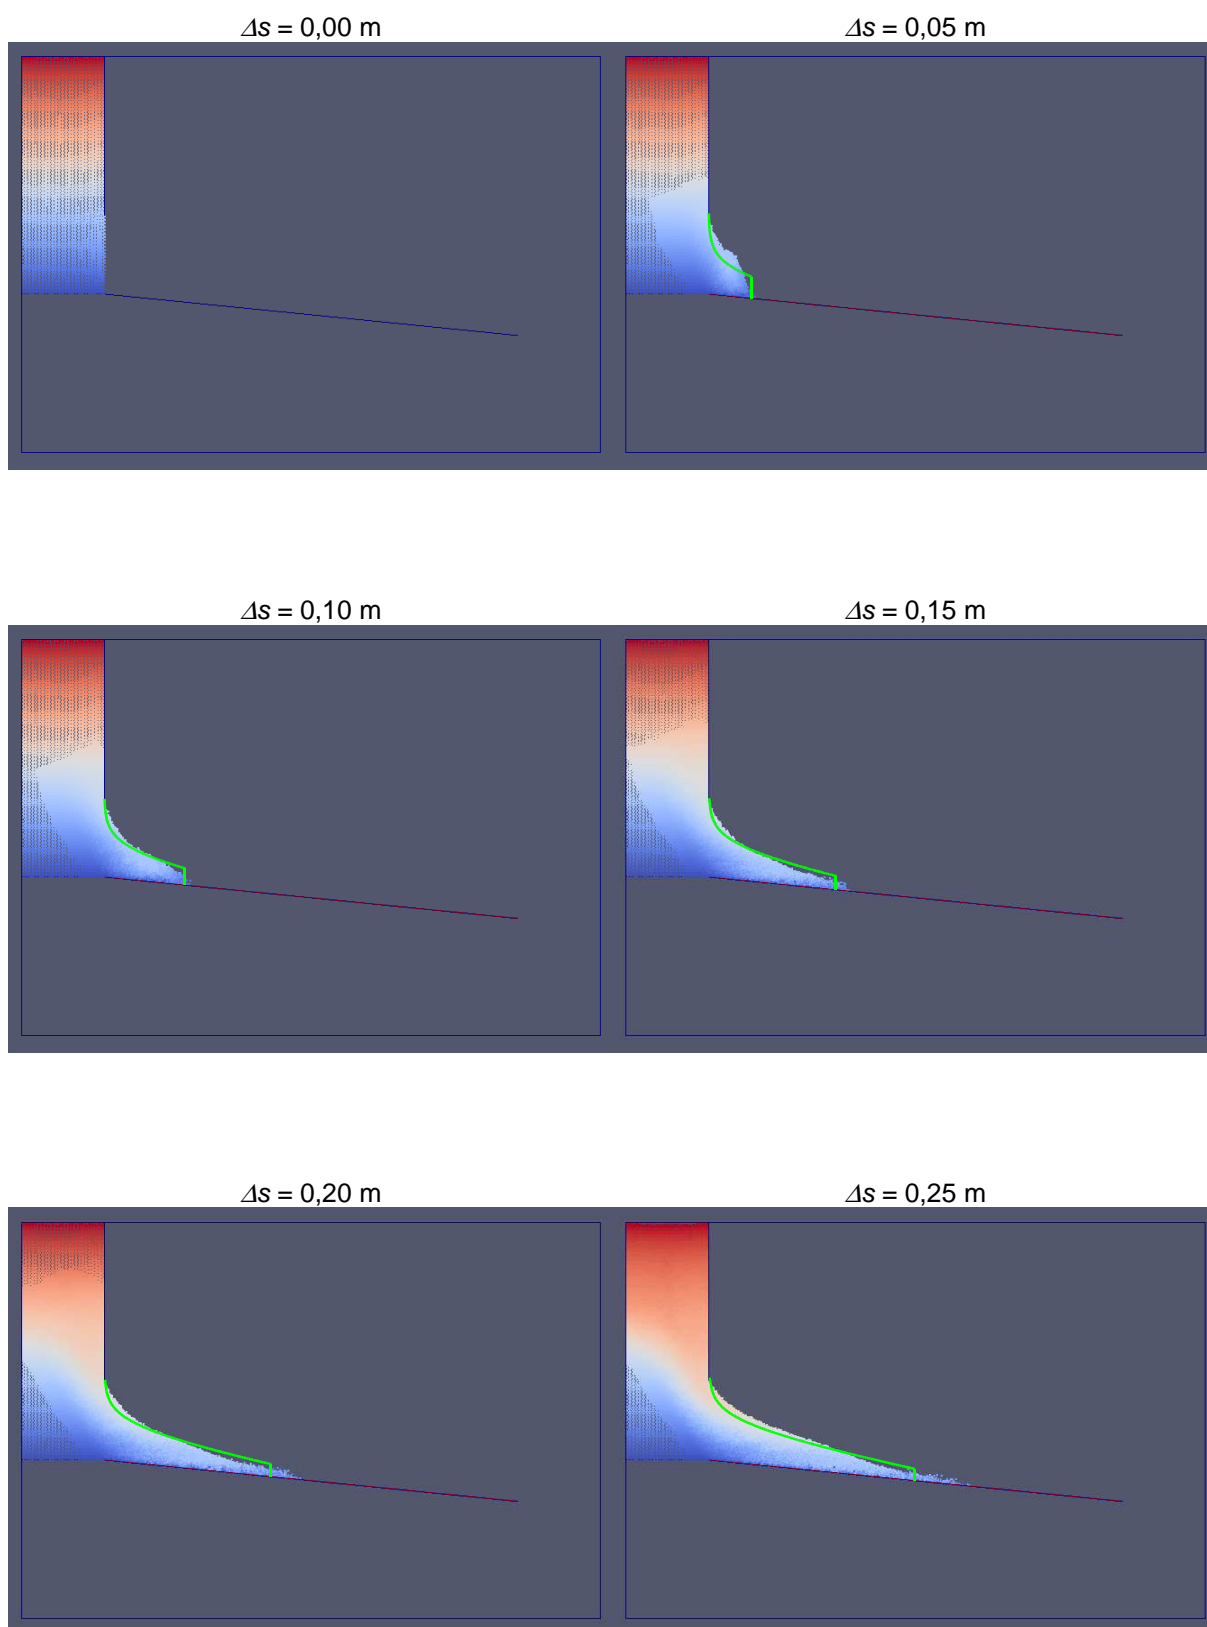 Δs = 0,00 m
Δs = 0,05 m
Δs = 0,10 m
Δs = 0,15 m
Δs = 0,20 m
Δs = 0,25 m